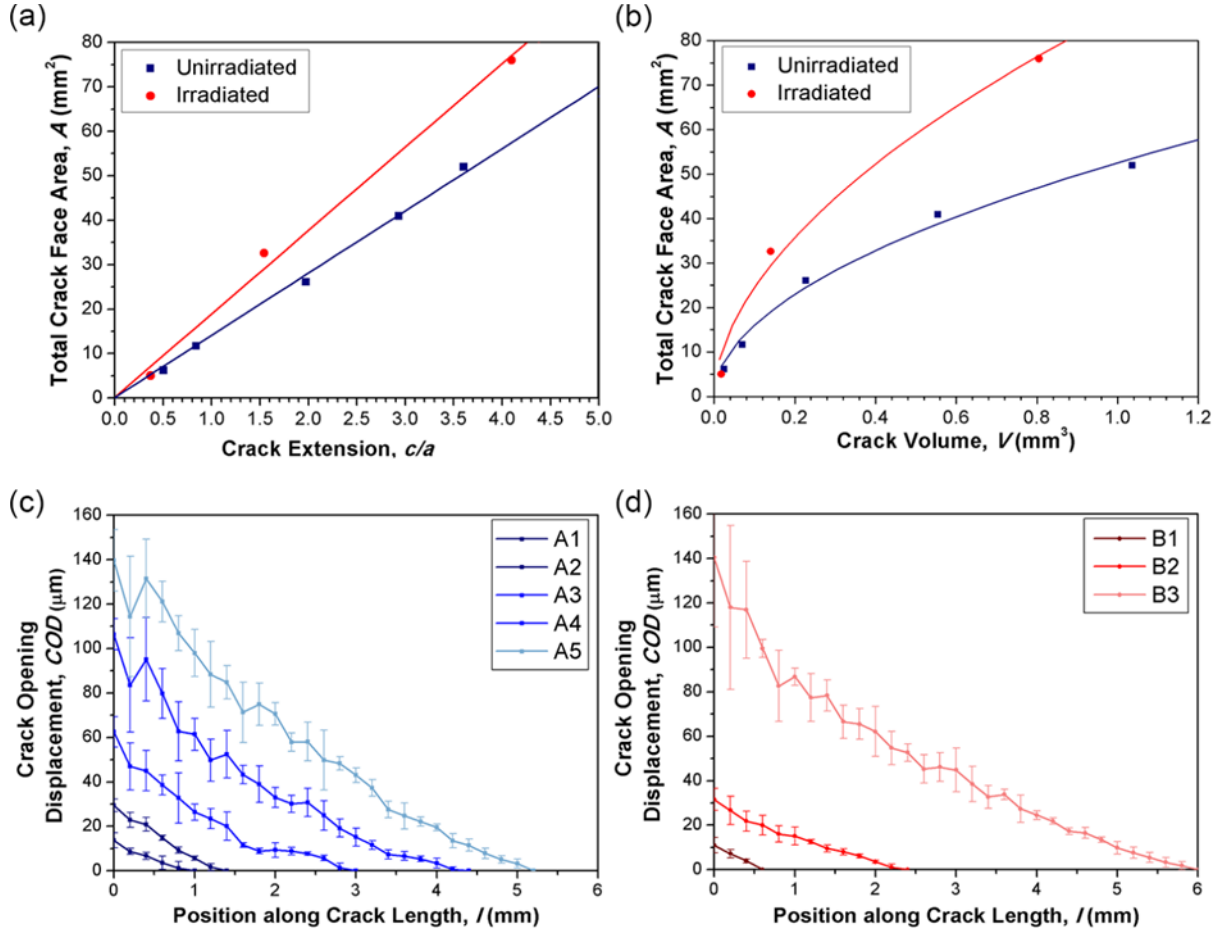 (a)
Total Crack Face Area, A (mm²)
80
70
60
50
40
30
20
10
0
Unirradiated
Irradiated
0.0 0.5 1.0 1.5 2.0 2.5 3.0 3.5 4.0 4.5 5.0
Crack Extension, c/a
(b)
Total Crack Face Area, A (mm²)
80
70
60
50
40
30
20
10
0
Unirradiated
Irradiated
0.0 0.2 0.4 0.6 0.8 1.0 1.2
Crack Volume, V (mm³)
(c)
Crack Opening
Displacement, COD (μm)
160
140
120
100
80
60
40
20
0
A1
A2
A3
A4
A5
0 1 2 3 4 5 6
Position along Crack Length, l (mm)
(d)
Crack Opening
Displacement, COD (μm)
160
140
120
100
80
60
40
20
0
B1
B2
B3
0 1 2 3 4 5 6
Position along Crack Length, l (mm)